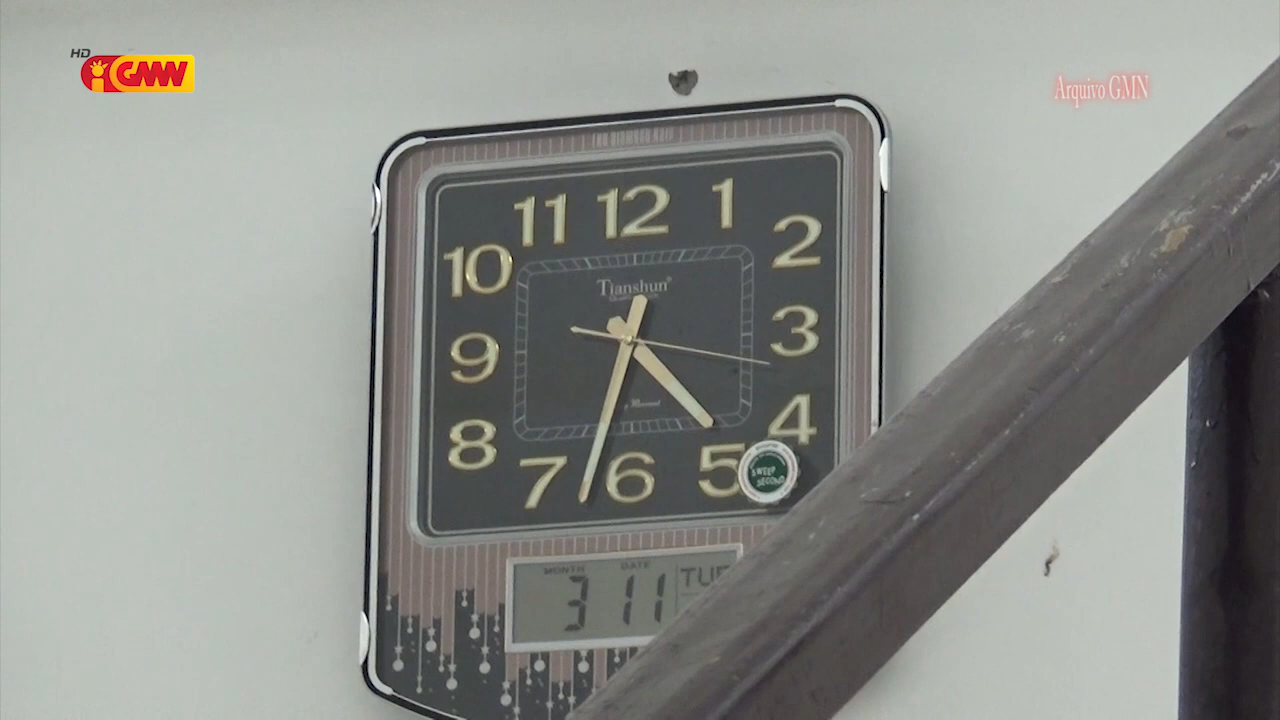 HD
GMN
Arquivo GMN
11 12 1
10 2
9 3
8 4
7 6 5
Tianshun
SWEEP
SECOND
MONTH DATE
3 11 TUE